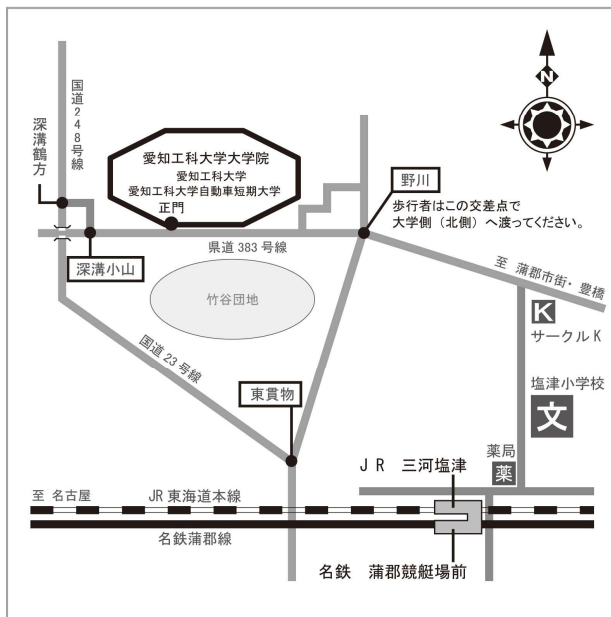 N
国道248号線
深溝鶴方
愛知工科大学大学院
愛知工科大学
愛知工科大学自動車短期大学
正門
野川
歩行者はこの交差点で
大学側（北側）へ渡ってください。
県道383号線
深溝小山
至 蒲郡市街・豊橋
竹谷団地
K
サークルK
国道23号線
塩津小学校
文
東貫物
薬局
薬
JR 三河塩津
至 名古屋
JR東海道本線
名鉄蒲郡線
名鉄 蒲郡競艇場前